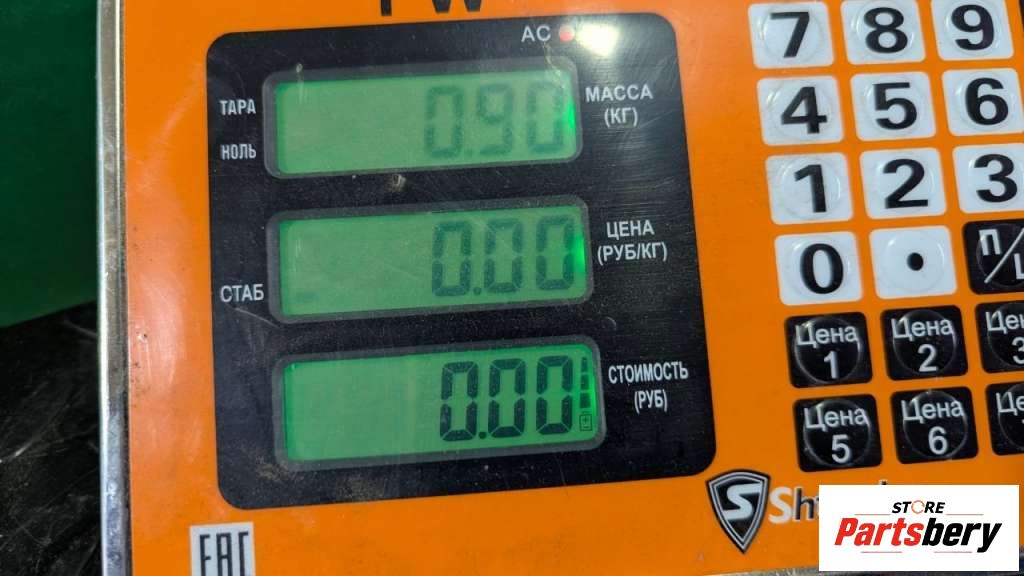 AC
ТАРА
0.90
МАССА
(КГ)
НОЛЬ
0.00
ЦЕНА
(РУБ/КГ)
СТАБ
0.00
СТОИМОСТЬ
(РУБ)
7 8 9
4 5 6
1 2 3
0 .
Цена
1
Цена
2
3
Цена
5
Цена
6
EAC
STORE
Partsbery